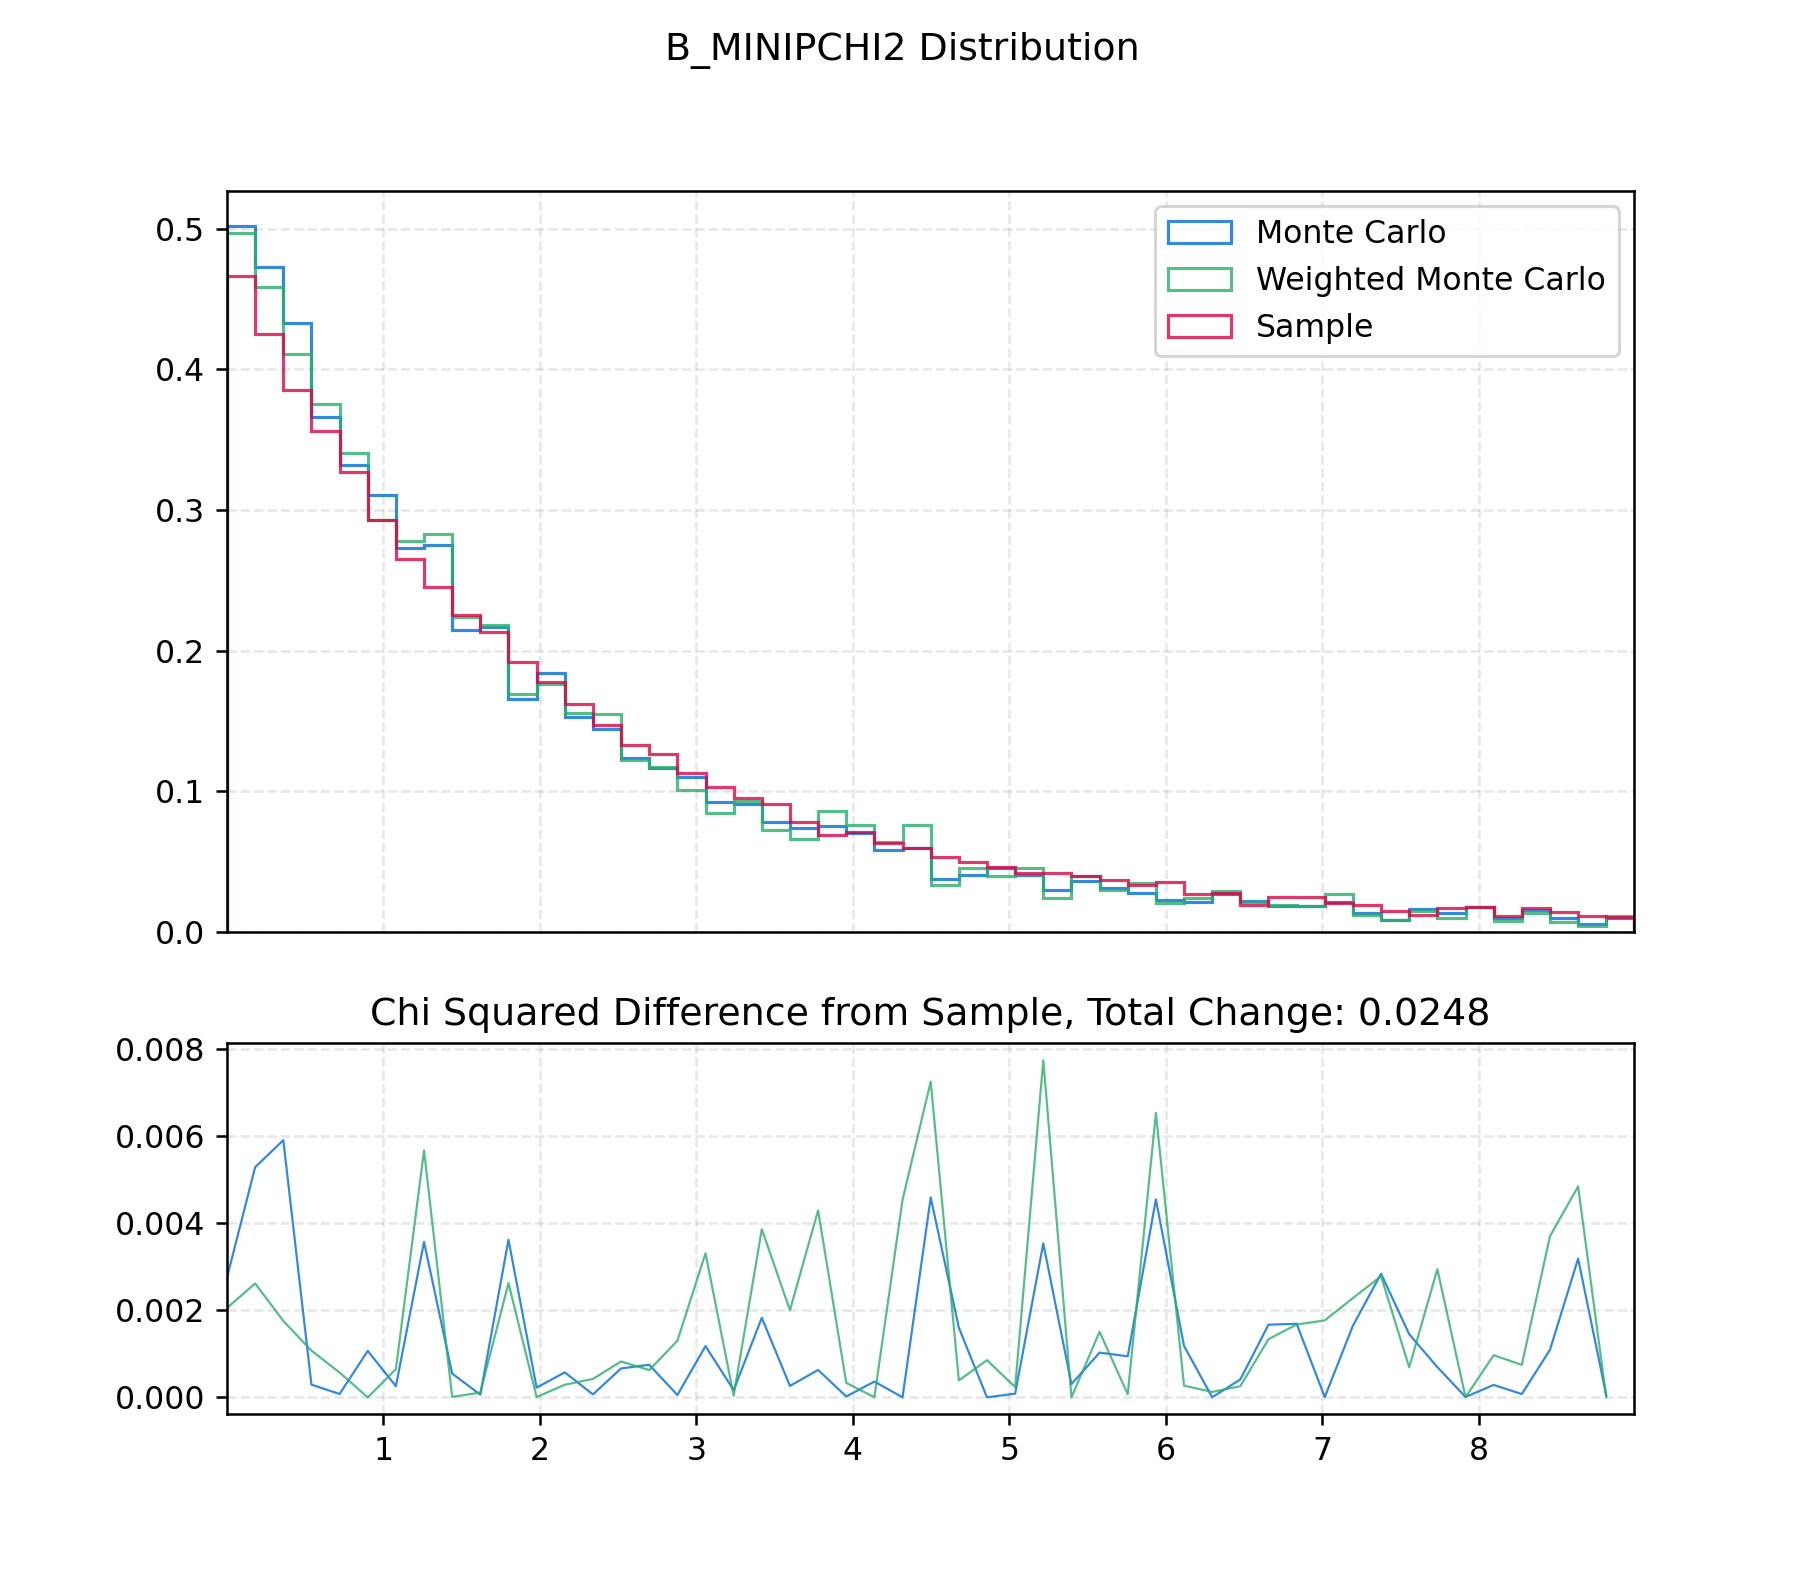 B_MINIPCHI2 Distribution
0.5
0.4
0.3
0.2
0.1
0.0
Monte Carlo
Weighted Monte Carlo
Sample
Chi Squared Difference from Sample, Total Change: 0.0248
0.008
0.006
0.004
0.002
0.000
1 2 3 4 5 6 7 8